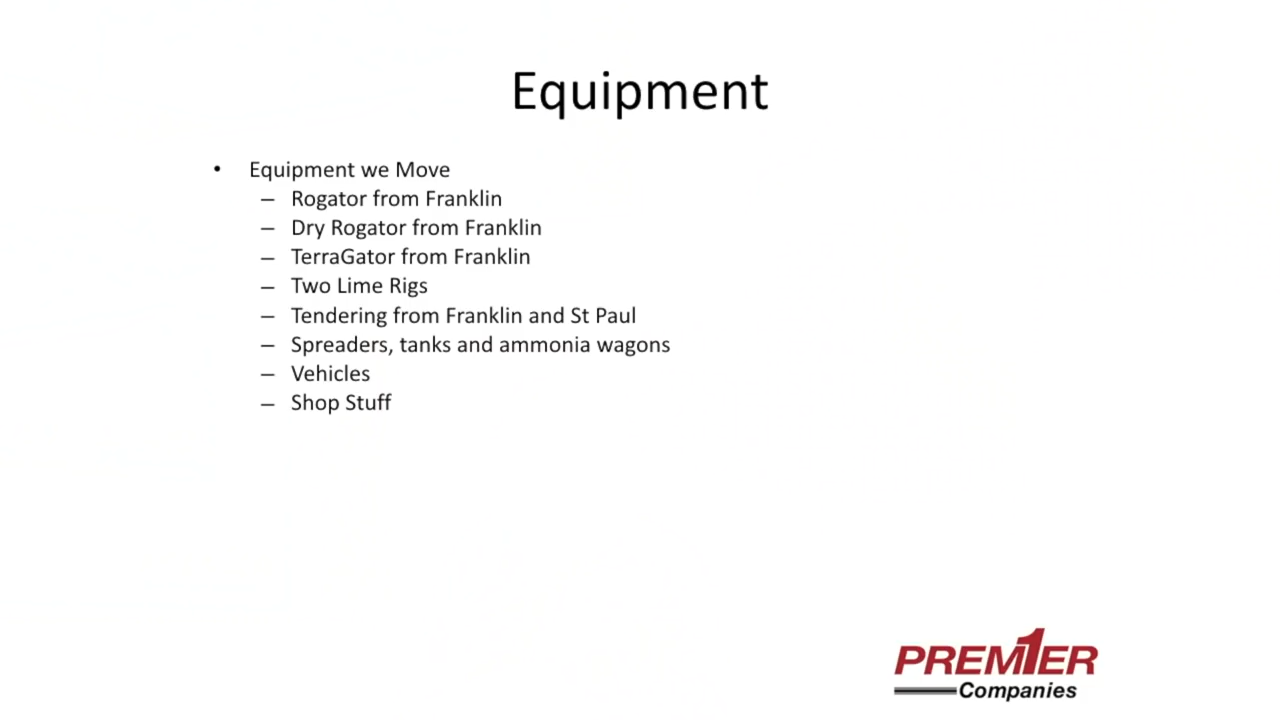 Equipment
• Equipment we Move
– Rogator from Franklin
– Dry Rogator from Franklin
– TerraGator from Franklin
– Two Lime Rigs
– Tendering from Franklin and St Paul
– Spreaders, tanks and ammonia wagons
– Vehicles
– Shop Stuff
PREM1ER
Companies